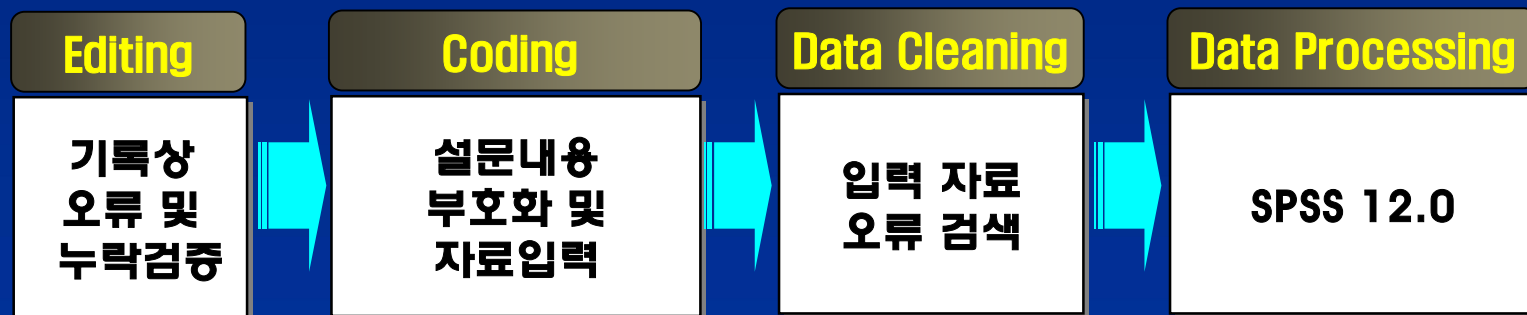 Editing
기록상
오류 및
누락검증
Coding
설문내용
부호화 및
자료입력
Data Cleaning
입력 자료
오류 검색
Data Processing
SPSS 12.0